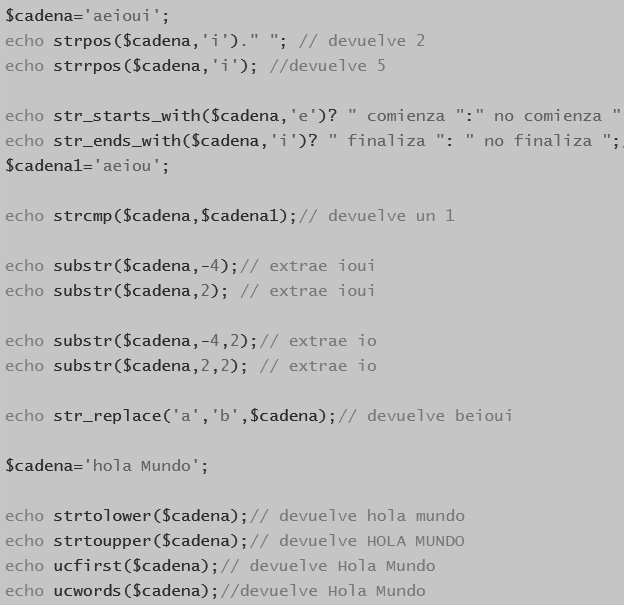 $cadena='aeioui';
echo strpos($cadena,'i')." "; // devuelve 2
echo strrpos($cadena,'i'); //devuelve 5
echo str_starts_with($cadena,'e')? " comienza ":" no comienza "
echo str_ends_with($cadena,'i')? " finaliza ": " no finaliza ";
$cadena1='aeiou';
echo strcmp($cadena,$cadena1);// devuelve un 1
echo substr($cadena,-4);// extrae ioui
echo substr($cadena,2); // extrae ioui
echo substr($cadena,-4,2);// extrae io
echo substr($cadena,2,2); // extrae io
echo str_replace('a','b',$cadena);// devuelve beioui
$cadena='hola Mundo';
echo strtolower($cadena);// devuelve hola mundo
echo strtoupper($cadena);// devuelve HOLA MUNDO
echo ucfirst($cadena);// devuelve Hola Mundo
echo ucwords($cadena);//devuelve Hola Mundo